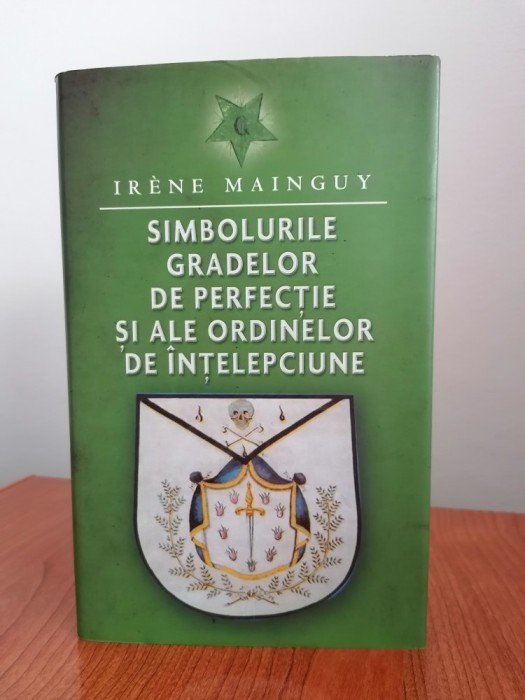 G
IRÈNE MAINGUY
SIMBOLURILE
GRADELOR
DE PERFECȚIE
ȘI ALE ORDINELOR
DE ÎNȚELEPCIUNE